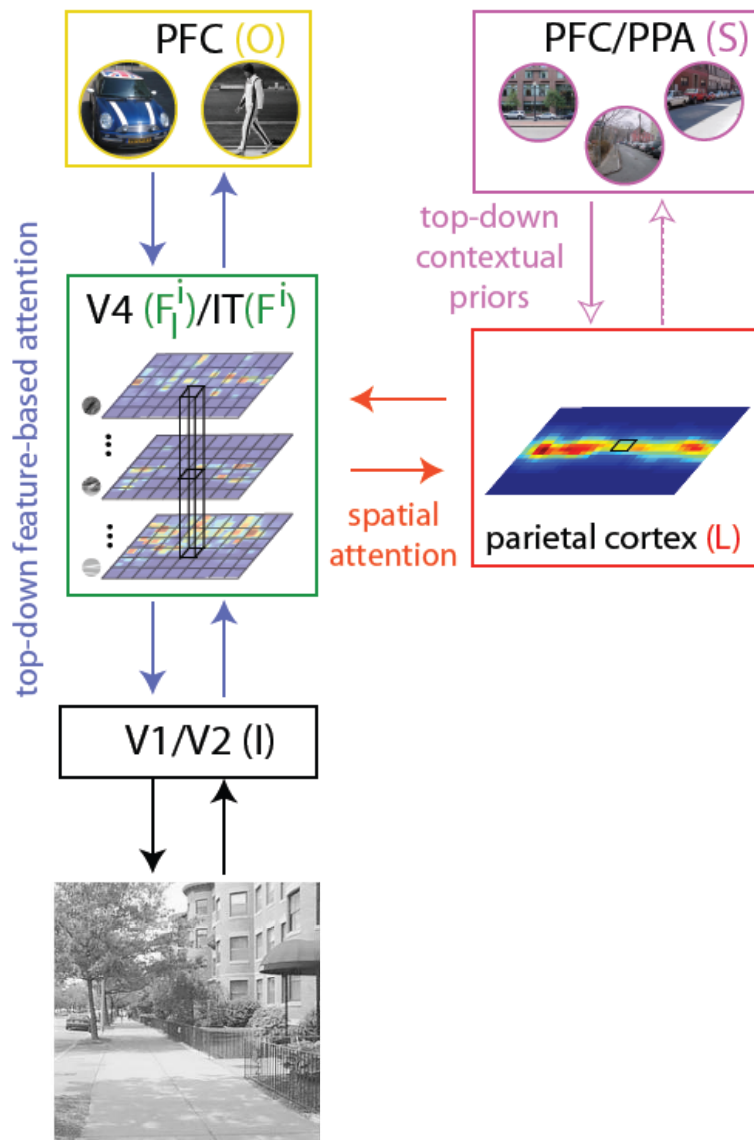 PFC (O)
PFC/PPA (S)
top-down feature-based attention
top-down
contextual
priors
V4 (F_l^i)/IT(F^i)
spatial
attention
parietal cortex (L)
V1/V2 (I)